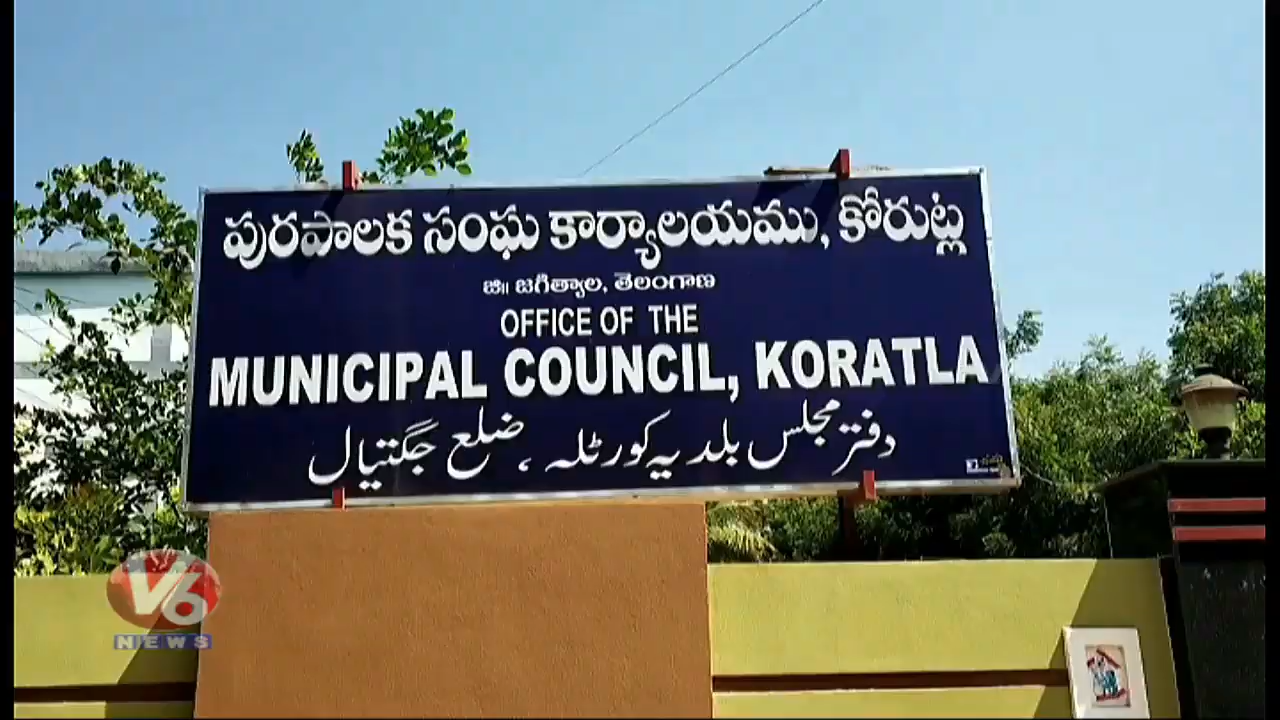 పురపాలక సంఘ కార్యాలయము, కోరుట్ల
జి॥ జగిత్యాల, తెలంగాణ
OFFICE OF THE
MUNICIPAL COUNCIL, KORATLA
دفتر مجلس بلدیہ کورٹلہ ، ضلع جگتیال
V6
NEWS